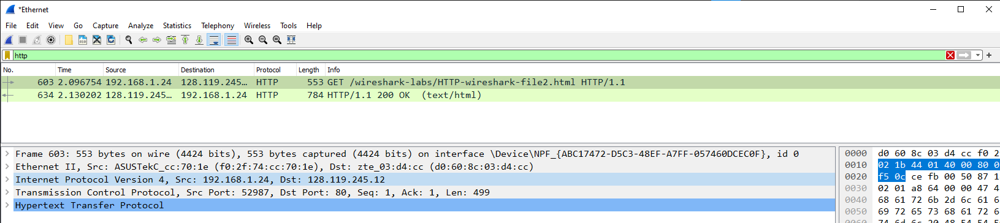 *Ethernet
File Edit View Go Capture Analyze Statistics Telephony Wireless Tools Help
http
No. Time Source Destination Protocol Length Info
603 2.096754 192.168.1.24 128.119.245… HTTP 553 GET /wireshark-labs/HTTP-wireshark-file2.html HTTP/1.1
634 2.130202 128.119.245… 192.168.1.24 HTTP 784 HTTP/1.1 200 OK (text/html)
Frame 603: 553 bytes on wire (4424 bits), 553 bytes captured (4424 bits) on interface \Device\NPF_{ABC17472-D5C3-48EF-A7FF-057460DCEC0F}, id 0
Ethernet II, Src: ASUSTekC_cc:70:1e (f0:2f:74:cc:70:1e), Dst: zte_03:d4:cc (d0:60:8c:03:d4:cc)
Internet Protocol Version 4, Src: 192.168.1.24, Dst: 128.119.245.12
Transmission Control Protocol, Src Port: 52987, Dst Port: 80, Seq: 1, Ack: 1, Len: 499
Hypertext Transfer Protocol
0000 d0 60 8c 03 d4 cc f0 2
0010 02 1b 44 01 40 00 80 0
0020 f5 0c ce fb 00 50 87 1
0030 02 01 a8 64 00 00 47 4
0040 68 61 72 6b 2d 6c 61 6
0050 69 72 65 73 68 61 72 6